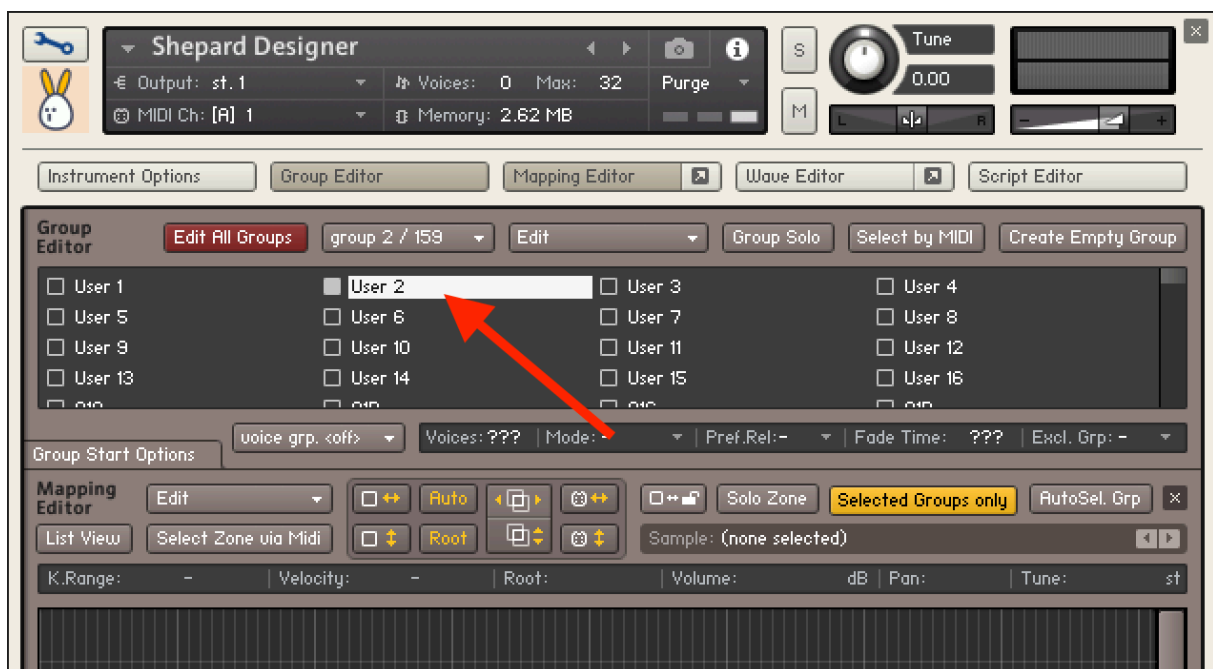 Shepard Designer
Output: st.1
Voices: 0 Max: 32
Purge
MIDI Ch: [A] 1
Memory: 2.62 MB
S
M
Tune
0.00
L R
- +
Instrument Options
Group Editor
Mapping Editor
Wave Editor
Script Editor
Group Editor
Edit All Groups
group 2 / 159
Edit
Group Solo
Select by MIDI
Create Empty Group
User 1 User 2 User 3 User 4
User 5 User 6 User 7 User 8
User 9 User 10 User 11 User 12
User 13 User 14 User 15 User 16
voice grp. <off>
Voices: ??? | Mode: - | Pref.Rel:- | Fade Time: ??? | Excl. Grp: -
Group Start Options
Mapping Editor
Edit
Auto
Solo Zone
Selected Groups only
AutoSel. Grp
List View
Select Zone via Midi
Root
Sample: (none selected)
K.Range: - | Velocity: - | Root: | Volume: dB | Pan: | Tune: st